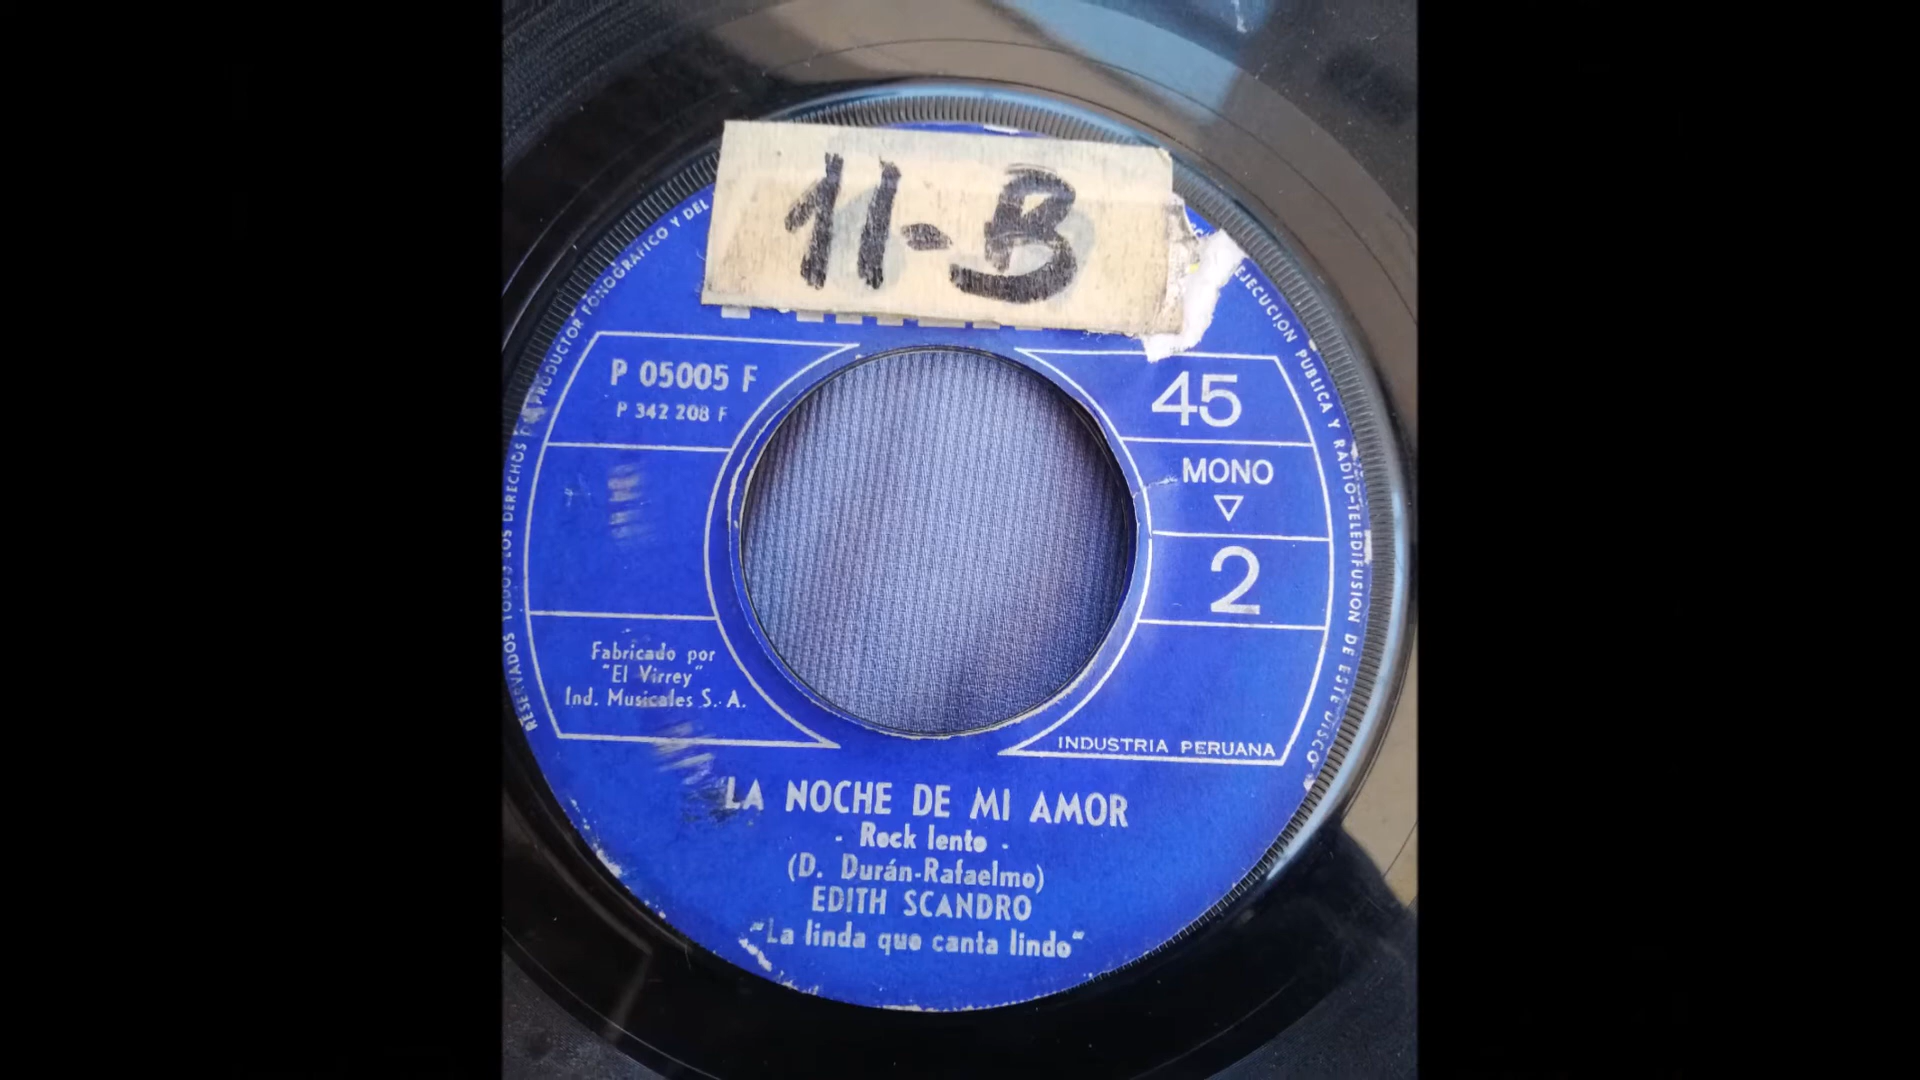 11-B
P 05005 F
P 342 208 F
45
MONO
2
Fabricado por
"El Virrey"
Ind. Musicales S. A.
INDUSTRIA PERUANA
LA NOCHE DE MI AMOR
- Rock lento -
(D. Durán-Rafaelmo)
EDITH SCANDRO
"La linda que canta lindo"
RESERVADOS TODOS LOS DERECHOS DEL PRODUCTOR FONOGRAFICO Y DEL
EJECUCION PUBLICA Y RADIO-TELEDIFUSION DE ESTE DISCO